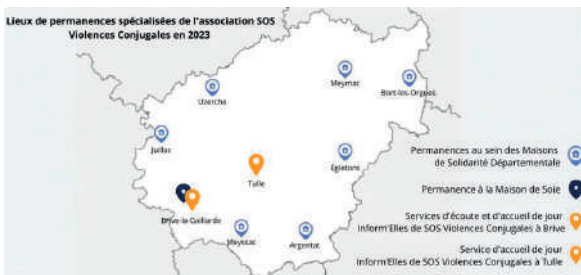 Lieux de permanences spécialisées de l'association SOS
Violences Conjugales en 2023
Meymac
Bort-les-Orgues
Uzerche
Juillac
Permanences au sein des Maisons
de Solidarité Départementale
Égletons
Tulle
Permanence à la Maison de Soie
Brive-la-Gaillarde
Services d'écoute et d'accueil de jour
Inform'Elles de SOS Violences Conjugales à Brive
Meyssac
Argentat
Service d'accueil de jour
Inform'Elles de SOS Violences Conjugales à Tulle